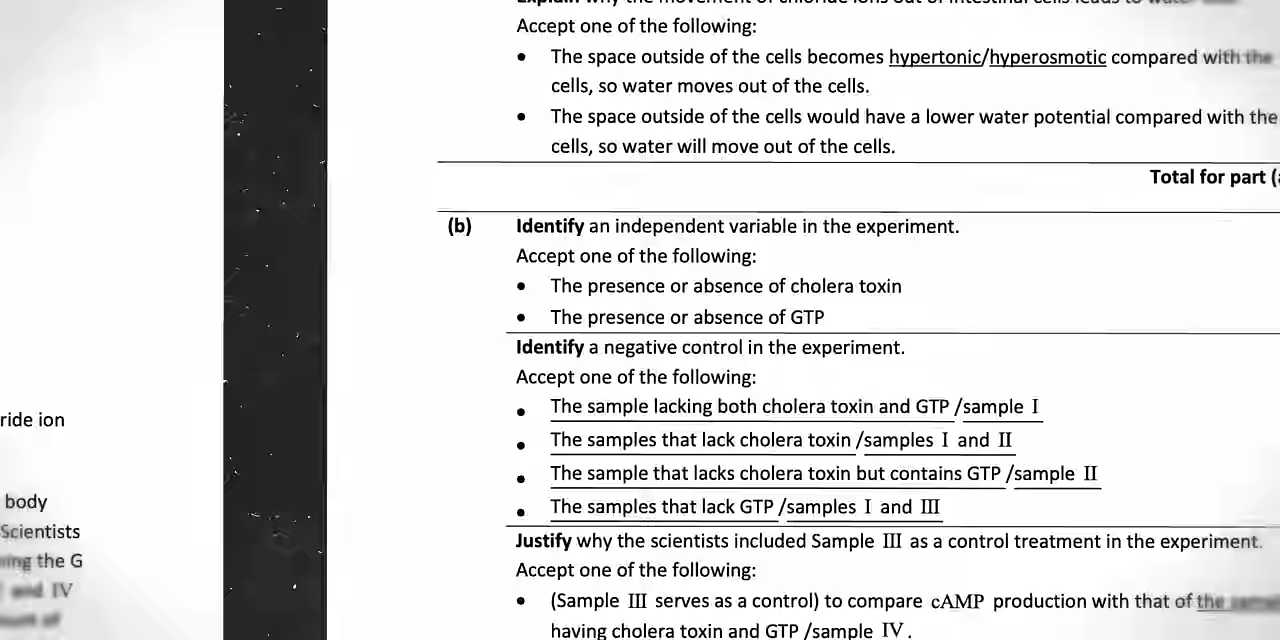 Accept one of the following:
• The space outside of the cells becomes hypertonic/hyperosmotic compared with the
cells, so water moves out of the cells.
• The space outside of the cells would have a lower water potential compared with the
cells, so water will move out of the cells.
Total for part (
(b) Identify an independent variable in the experiment.
Accept one of the following:
• The presence or absence of cholera toxin
• The presence or absence of GTP
Identify a negative control in the experiment.
Accept one of the following:
• The sample lacking both cholera toxin and GTP /sample I
• The samples that lack cholera toxin /samples I and II
• The sample that lacks cholera toxin but contains GTP /sample II
• The samples that lack GTP /samples I and III
Justify why the scientists included Sample III as a control treatment in the experiment.
Accept one of the following:
• (Sample III serves as a control) to compare cAMP production with that of the
having cholera toxin and GTP /sample IV.
ride ion
body
Scientists
the G
and IV